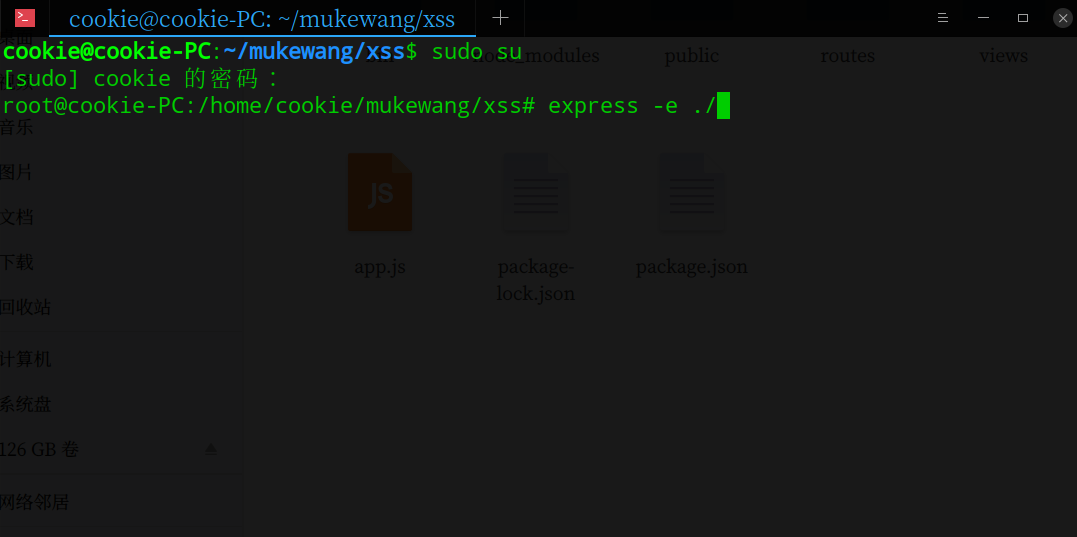 cookie@cookie-PC: ~/mukewang/xss
cookie@cookie-PC:~/mukewang/xss$ sudo su
[sudo] cookie 的密码：
root@cookie-PC:/home/cookie/mukewang/xss# express -e ./
public
routes
views
音乐
图片
文档
下载
回收站
计算机
系统盘
126 GB 卷
网络邻居
JS
app.js
package-
lock.json
package.json